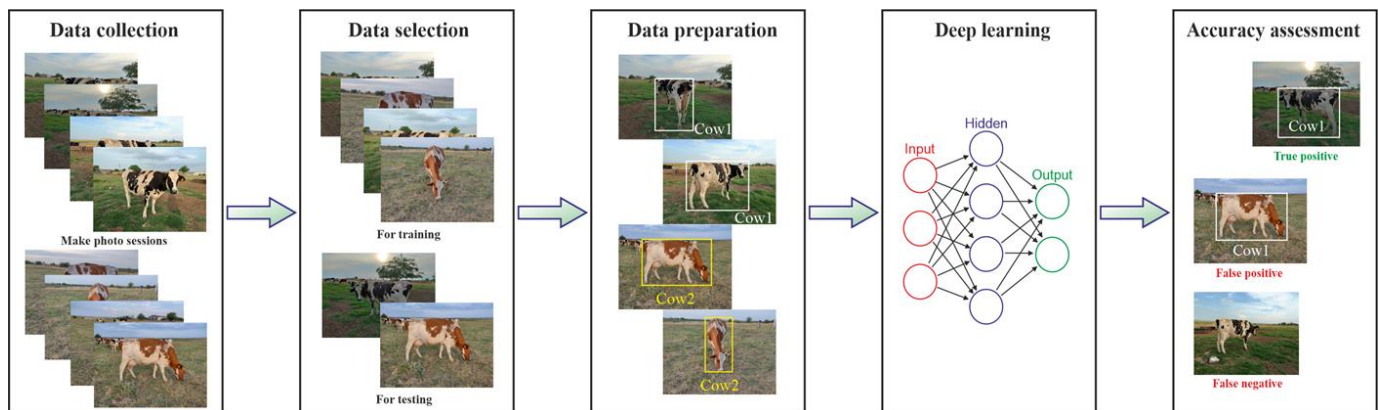 Data collection
Make photo sessions
Data selection
For training
For testing
Data preparation
Cow1
Cow1
Cow2
Cow2
Deep learning
Hidden
Input
Output
Accuracy assessment
Cow1
True positive
Cow1
False positive
False negative